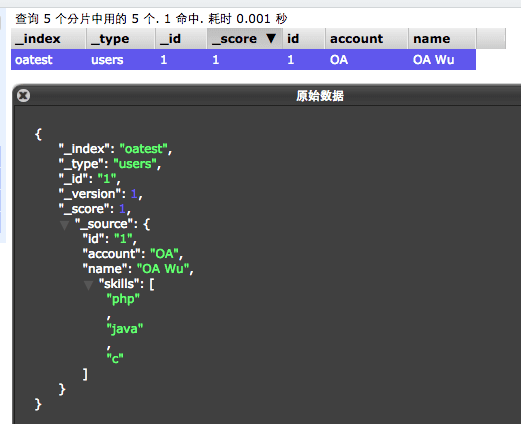 查询 5 个分片中用的 5 个. 1 命中. 耗时 0.001 秒
_index _type _id _score ▼ id account name
oatest users 1 1 1 OA OA Wu
原始数据
{
"_index": "oatest",
"_type": "users",
"_id": "1",
"_version": 1,
"_score": 1,
▼ "_source": {
"id": "1",
"account": "OA",
"name": "OA Wu",
▼ "skills": [
"php"
,
"java"
,
"c"
]
}
}